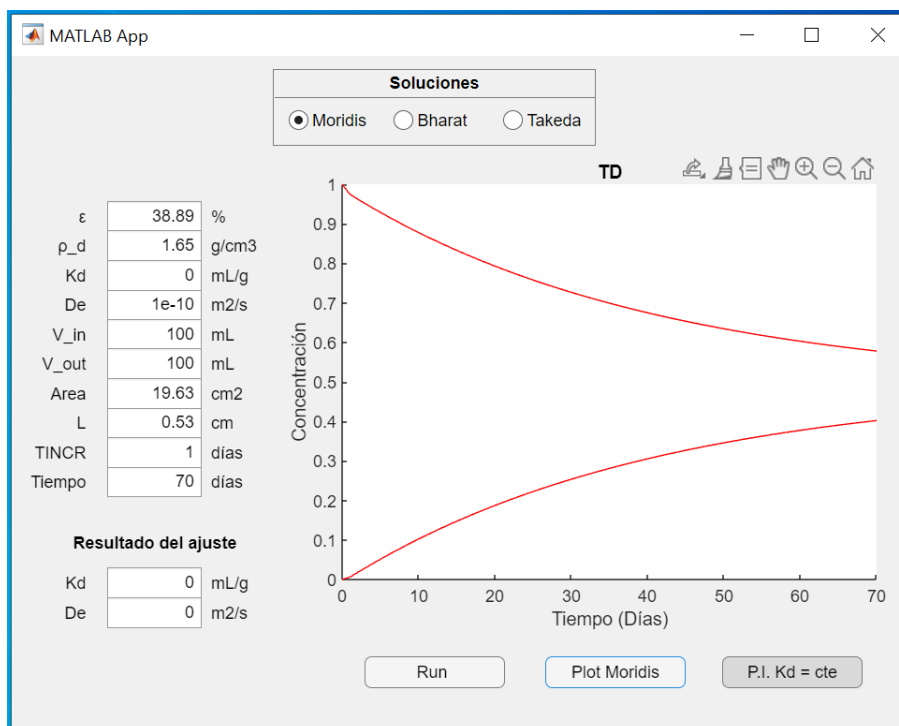 MATLAB App
Soluciones
Moridis Bharat Takeda
ε 38.89 %
ρ_d 1.65 g/cm3
Kd 0 mL/g
De 1e-10 m2/s
V_in 100 mL
V_out 100 mL
Area 19.63 cm2
L 0.53 cm
TINCR 1 días
Tiempo 70 días
Resultado del ajuste
Kd 0 mL/g
De 0 m2/s
TD
Concentración
1
0.9
0.8
0.7
0.6
0.5
0.4
0.3
0.2
0.1
0
0 10 20 30 40 50 60 70
Tiempo (Días)
Run Plot Moridis P.I. Kd = cte